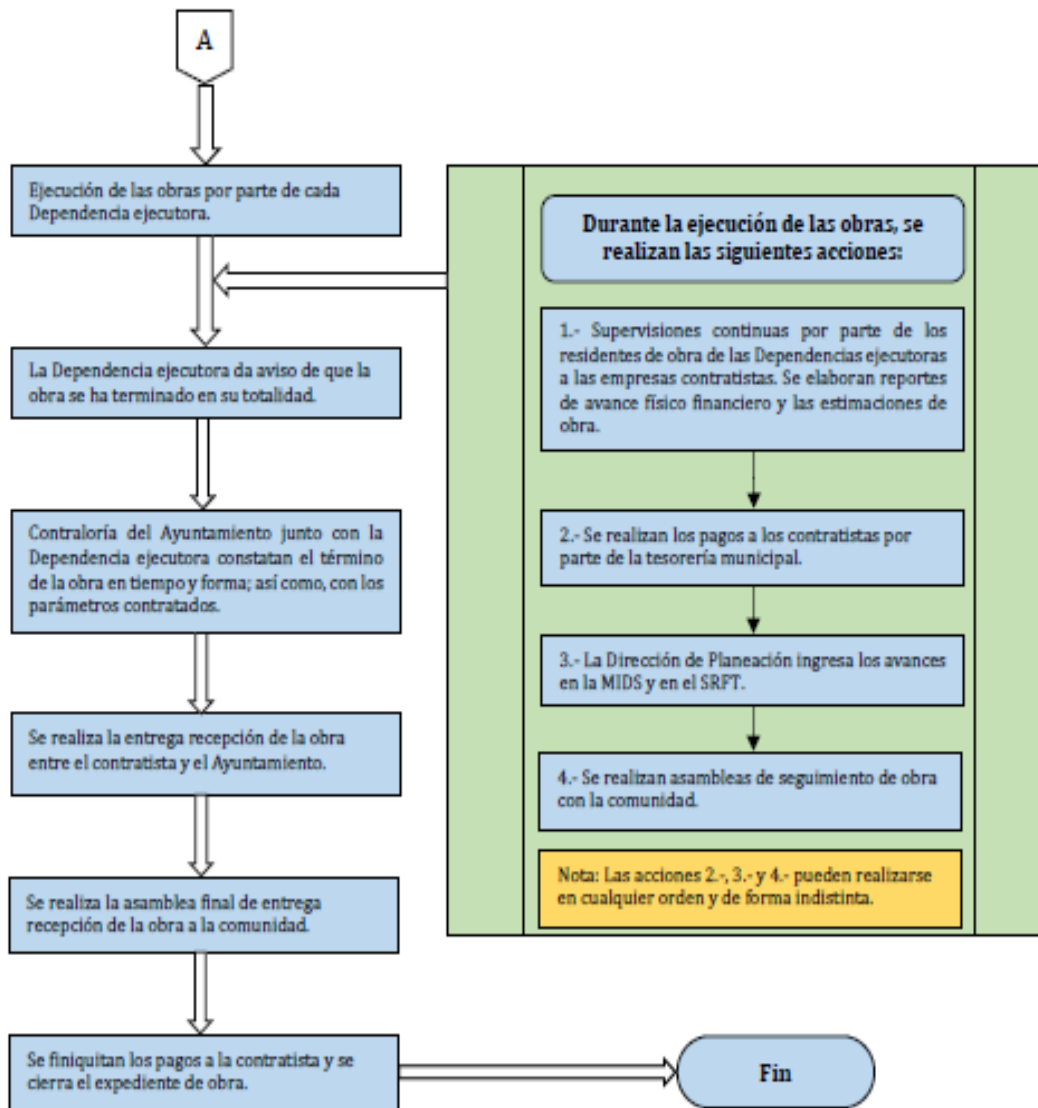 A
Ejecución de las obras por parte de cada
Dependencia ejecutora.
La Dependencia ejecutora da aviso de que la
obra se ha terminado en su totalidad.
Contraloría del Ayuntamiento junto con la
Dependencia ejecutora constatan el término
de la obra en tiempo y forma; así como, con los
parámetros contratados.
Se realiza la entrega recepción de la obra
entre el contratista y el Ayuntamiento.
Se realiza la asamblea final de entrega
recepción de la obra a la comunidad.
Se finiquitan los pagos a la contratista y se
cierra el expediente de obra.
Durante la ejecución de las obras, se
realizan las siguientes acciones:
1.- Supervisiones continuas por parte de los
residentes de obra de las Dependencias ejecutoras
a las empresas contratistas. Se elaboran reportes
de avance físico financiero y las estimaciones de
obra.
2.- Se realizan los pagos a los contratistas por
parte de la tesorería municipal.
3.- La Dirección de Planeación ingresa los avances
en la MIDS y en el SRFT.
4.- Se realizan asambleas de seguimiento de obra
con la comunidad.
Nota: Las acciones 2.-, 3.- y 4.- pueden realizarse
en cualquier orden y de forma indistinta.
Fin